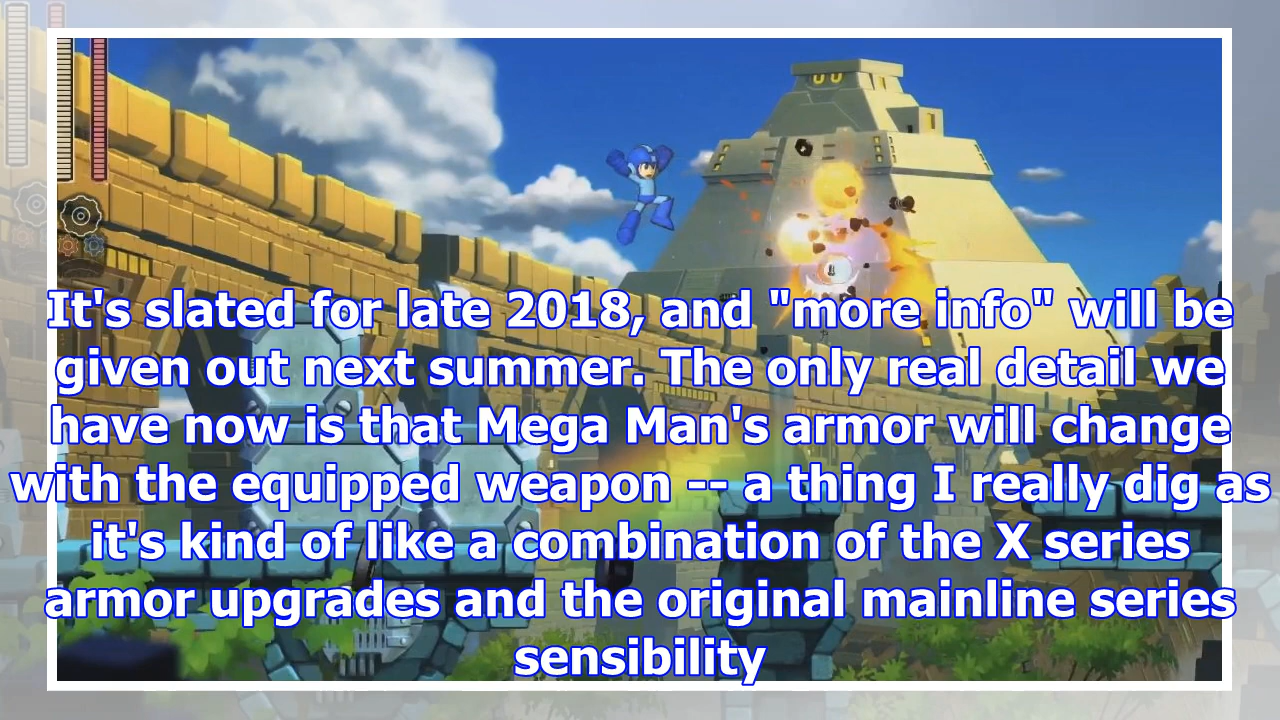 It's slated for late 2018, and "more info" will be
given out next summer. The only real detail we
have now is that Mega Man's armor will change
with the equipped weapon -- a thing I really dig as
it's kind of like a combination of the X series
armor upgrades and the original mainline series
sensibility